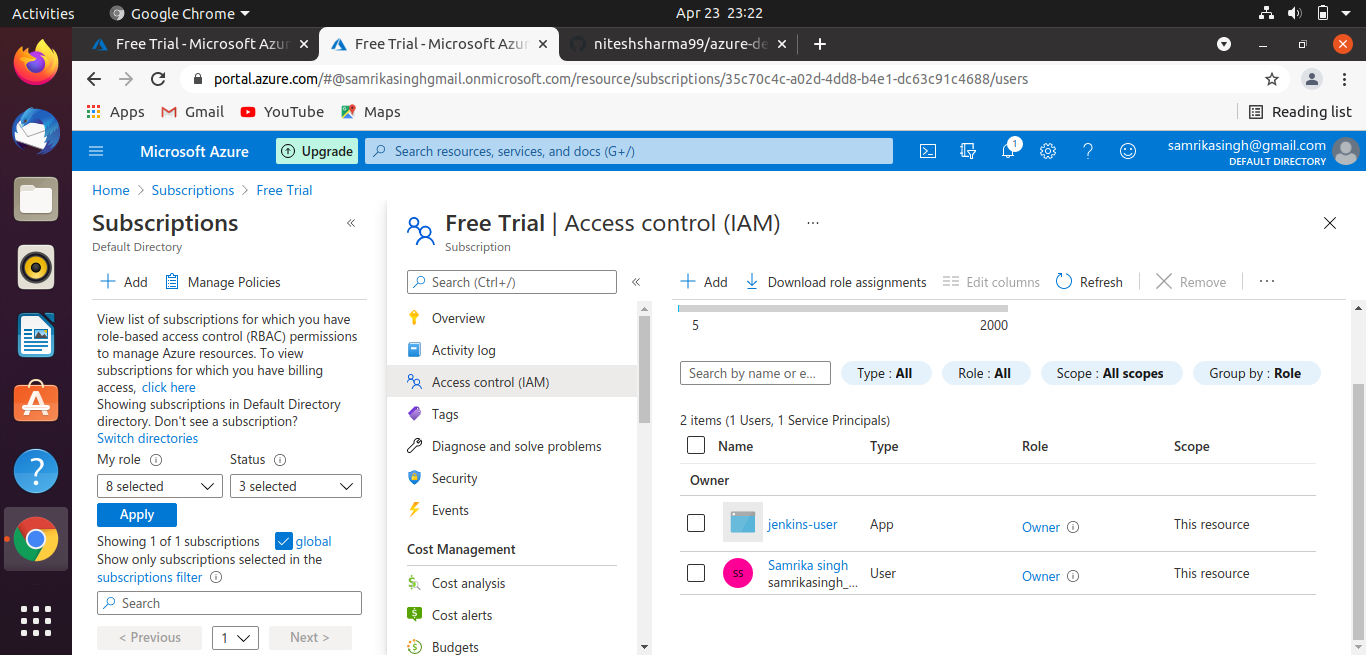 Activities
Google Chrome
Apr 23 23:22
Free Trial - Microsoft Azur
Free Trial - Microsoft Azur
niteshsharma99/azure-de
portal.azure.com/#@samrikasinghgmail.onmicrosoft.com/resource/subscriptions/35c70c4c-a02d-4dd8-b4e1-dc63c91c4688/users
Apps
Gmail
YouTube
Maps
Reading list
Microsoft Azure
Upgrade
Search resources, services, and docs (G+/)
1
samrikasingh@gmail.com
DEFAULT DIRECTORY
Home > Subscriptions > Free Trial
Subscriptions
«
Default Directory
+ Add
Manage Policies
View list of subscriptions for which you have
role-based access control (RBAC) permissions
to manage Azure resources. To view
subscriptions for which you have billing
access, click here
Showing subscriptions in Default Directory
directory. Don't see a subscription?
Switch directories
My role
Status
8 selected
3 selected
Apply
Showing 1 of 1 subscriptions
global
Show only subscriptions selected in the
subscriptions filter
Search
< Previous
1
Next >
Free Trial | Access control (IAM)
...
Subscription
Search (Ctrl+/)
«
Overview
Activity log
Access control (IAM)
Tags
Diagnose and solve problems
Security
Events
Cost Management
Cost analysis
Cost alerts
Budgets
+ Add
Download role assignments
Edit columns
Refresh
Remove
...
5
2000
Search by name or e...
Type : All
Role : All
Scope : All scopes
Group by : Role
2 items (1 Users, 1 Service Principals)
Name
Type
Role
Scope
Owner
jenkins-user
App
Owner
This resource
SS
Samrika singh
samrikasingh_...
User
Owner
This resource